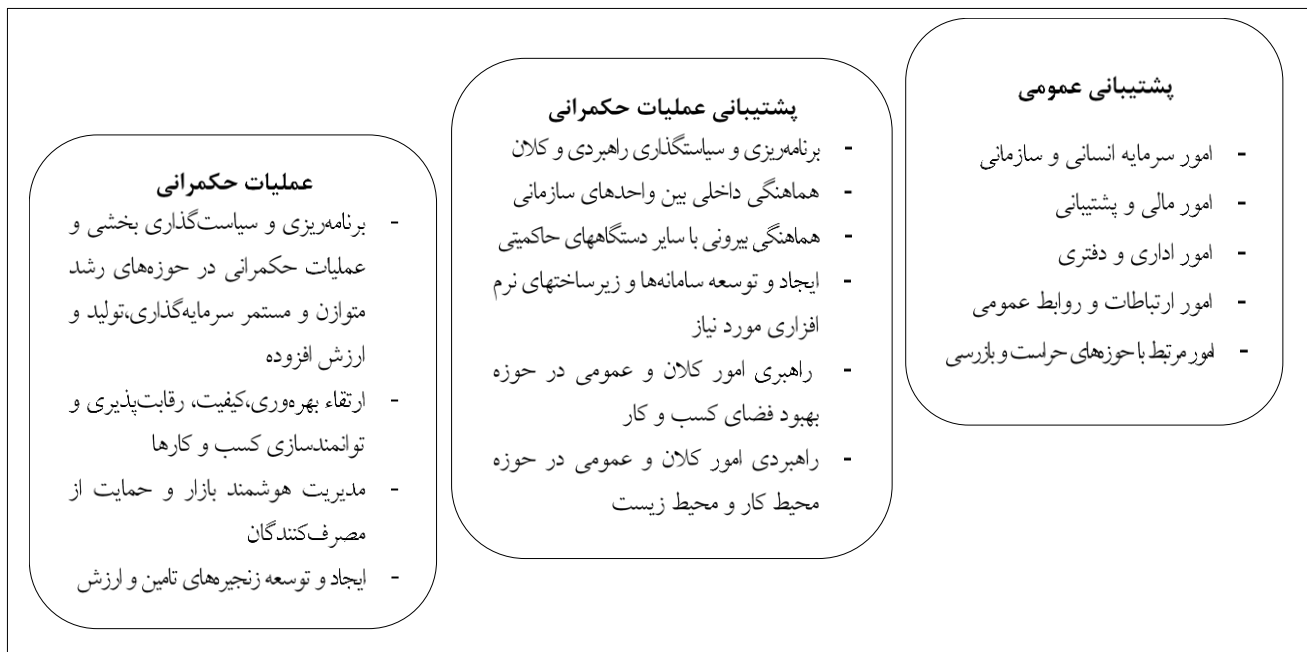 پشتیبانی عمومی
- امور سرمایه انسانی و سازمانی
- امور مالی و پشتیبانی
- امور اداری و دفتری
- امور ارتباطات و روابط عمومی
- امور مرتبط با حوزه‌های حراست و بازرسی
پشتیبانی عملیات حکمرانی
- برنامه‌ریزی و سیاستگذاری راهبردی و کلان
- هماهنگی داخلی بین واحدهای سازمانی
- هماهنگی بیرونی با سایر دستگاههای حاکمیتی
- ایجاد و توسعه سامانه‌ها و زیرساختهای نرم
افزاری مورد نیاز
- راهبری امور کلان و عمومی در حوزه
بهبود فضای کسب و کار
- راهبردی امور کلان و عمومی در حوزه
محیط کار و محیط زیست
عملیات حکمرانی
- برنامه‌ریزی و سیاست‌گذاری بخشی و
عملیات حکمرانی در حوزه‌های رشد
متوازن و مستمر سرمایه‌گذاری،تولید و
ارزش افزوده
- ارتقاء بهره‌وری،کیفیت، رقابت‌پذیری و
توانمندسازی کسب و کارها
- مدیریت هوشمند بازار و حمایت از
مصرف‌کنندگان
- ایجاد و توسعه زنجیره‌های تامین و ارزش